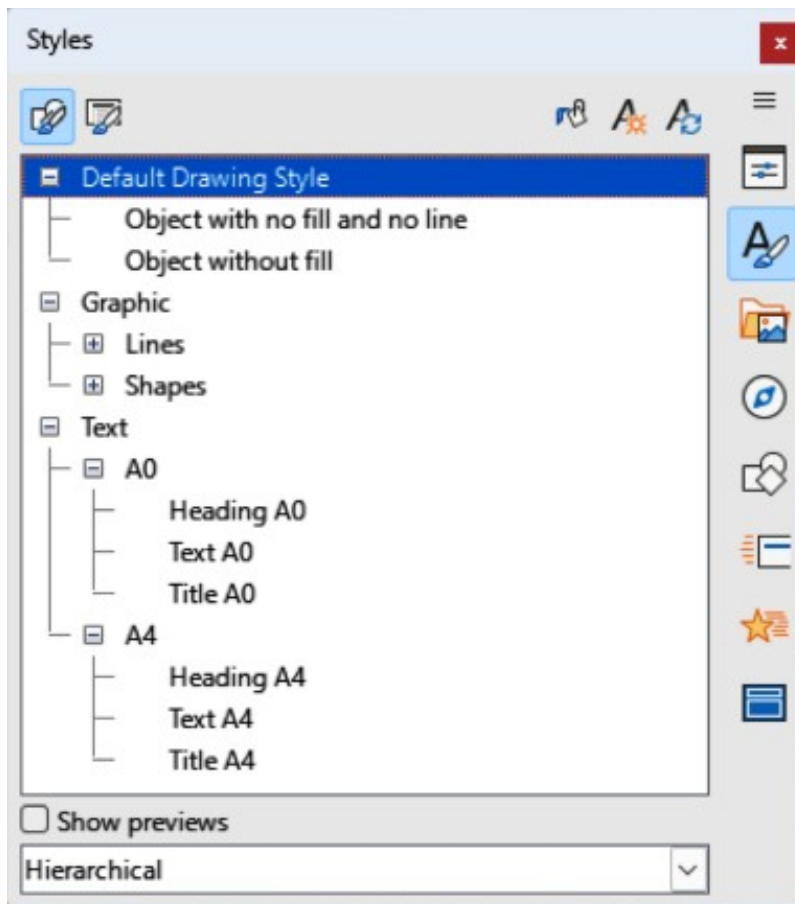 Styles
Default Drawing Style
Object with no fill and no line
Object without fill
Graphic
Lines
Shapes
Text
A0
Heading A0
Text A0
Title A0
A4
Heading A4
Text A4
Title A4
Show previews
Hierarchical